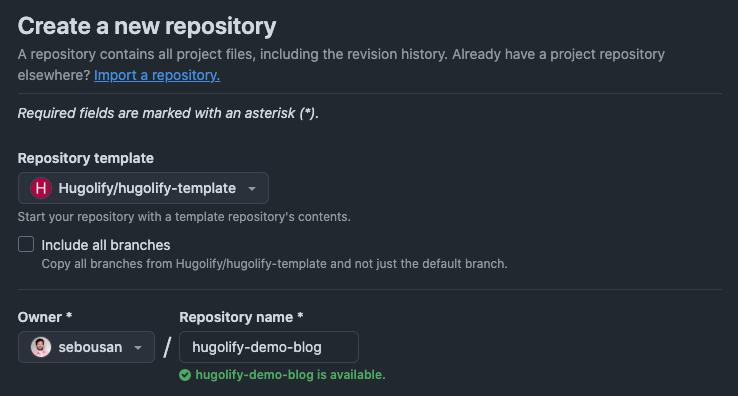 Create a new repository
A repository contains all project files, including the revision history. Already have a project repository
elsewhere? Import a repository.
Required fields are marked with an asterisk (*).
Repository template
H Hugolify/hugolify-template
Start your repository with a template repository's contents.
Include all branches
Copy all branches from Hugolify/hugolify-template and not just the default branch.
Owner * Repository name *
sebousan / hugolify-demo-blog
hugolify-demo-blog is available.